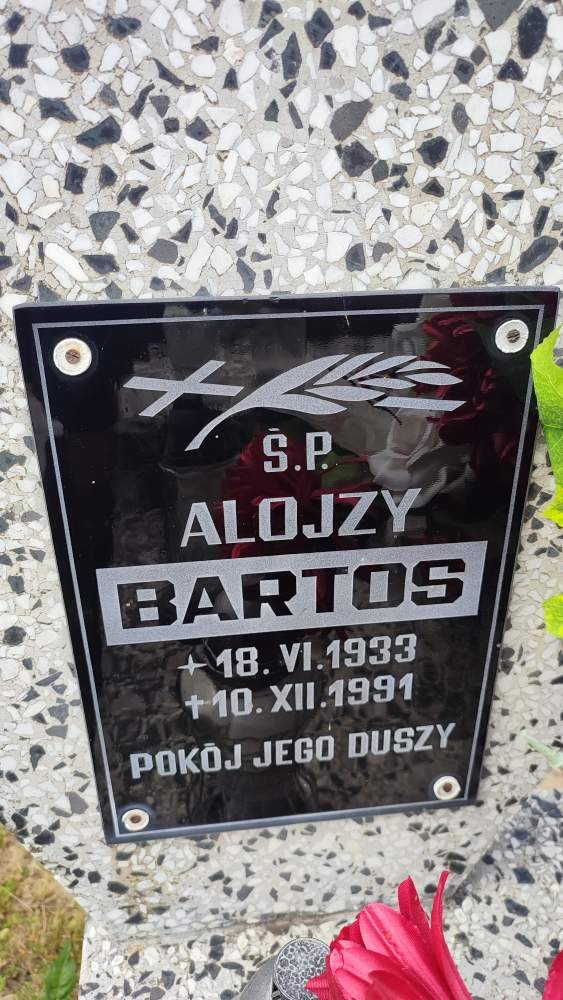 Ś.P.
ALOJZY
BARTOS
18. VI.1933
†10. XII.1991
POKÓJ JEGO DUSZY